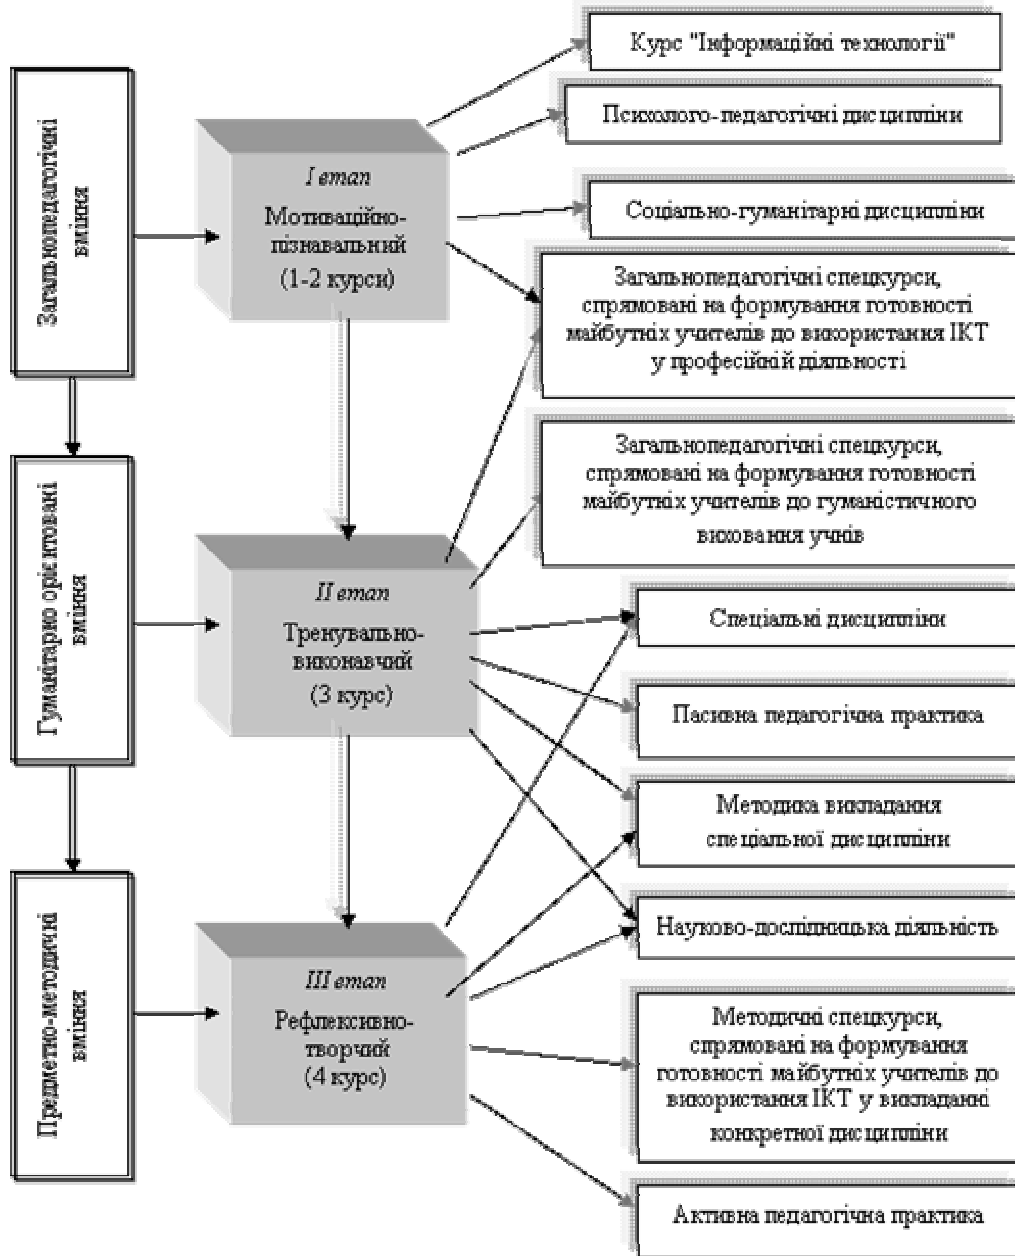 Загальнопедагогічні
вміння
Гуманітарно орієнтовані
вміння
Предметно-методичні
вміння
I етап
Мотиваційно-
пізнавальний
(1-2 курси)
II етап
Тренувально-
виконавчий
(3 курс)
III етап
Рефлексивно-
творчий
(4 курс)
Курс "Інформаційні технології"
Психолого-педагогічні дисципліни
Соціально-гуманітарні дисципліни
Загальнопедагогічні спецкурси,
спрямовані на формування готовності
майбутніх учителів до використання ІКТ
у професійній діяльності
Загальнопедагогічні спецкурси,
спрямовані на формування готовності
майбутніх учителів до гуманістичного
виховання учнів
Спеціальні дисципліни
Пасивна педагогічна практика
Методика викладання
спеціальної дисципліни
Науково-дослідницька діяльність
Методичні спецкурси,
спрямовані на формування
готовності майбутніх учителів до
використання ІКТ у викладанні
конкретної дисципліни
Активна педагогічна практика